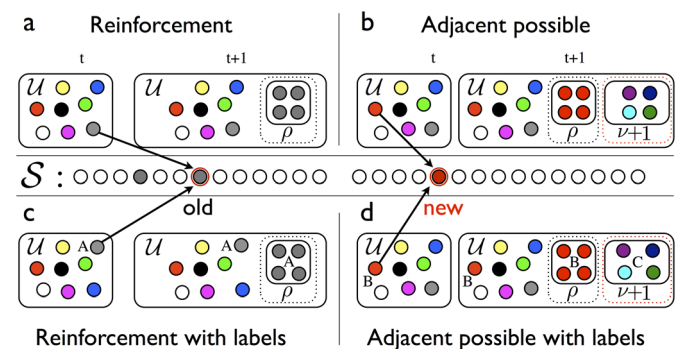 a Reinforcement
b Adjacent possible
t t+1 t t+1
𝒰 𝒰 ρ 𝒰 𝒰 ρ ν+1
𝒮 :
old new
c d
𝒰 A 𝒰 A A ρ 𝒰 B 𝒰 B B ρ C ν+1
Reinforcement with labels
Adjacent possible with labels